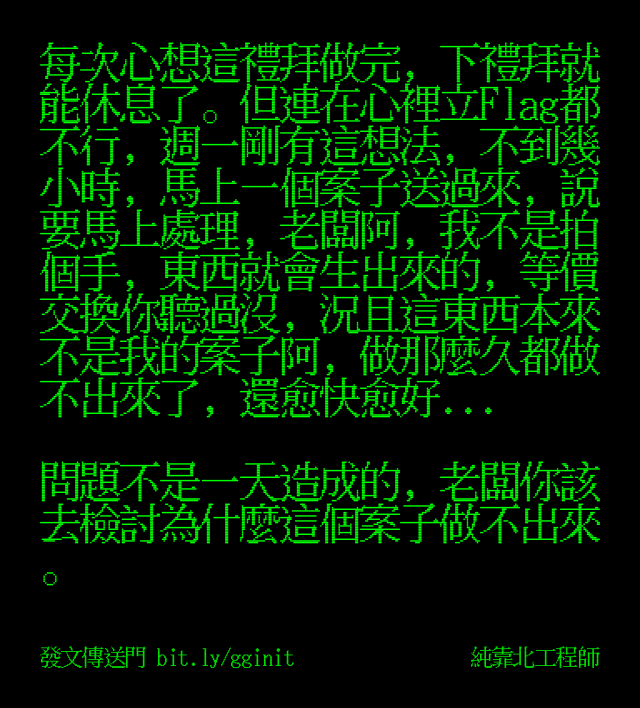 每次心想這禮拜做完，下禮拜就
能休息了。但連在心裡立Flag都
不行，週一剛有這想法，不到幾
小時，馬上一個案子送過來，說
要馬上處理，老闆阿，我不是拍
個手，東西就會生出來的，等價
交換你聽過沒，況且這東西本來
不是我的案子阿，做那麼久都做
不出來了，還愈快愈好...
問題不是一天造成的，老闆你該
去檢討為什麼這個案子做不出來
。
發文傳送門 bit.ly/gginit
純靠北工程師